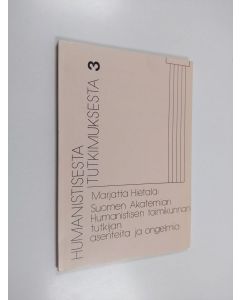 HUMANISTISESTA
TUTKIMUKSESTA 3
Marjatta Hietala:
Suomen Akatemian
Humanistisen toimikunnan
tutkijan
asenteita ja ongelmia